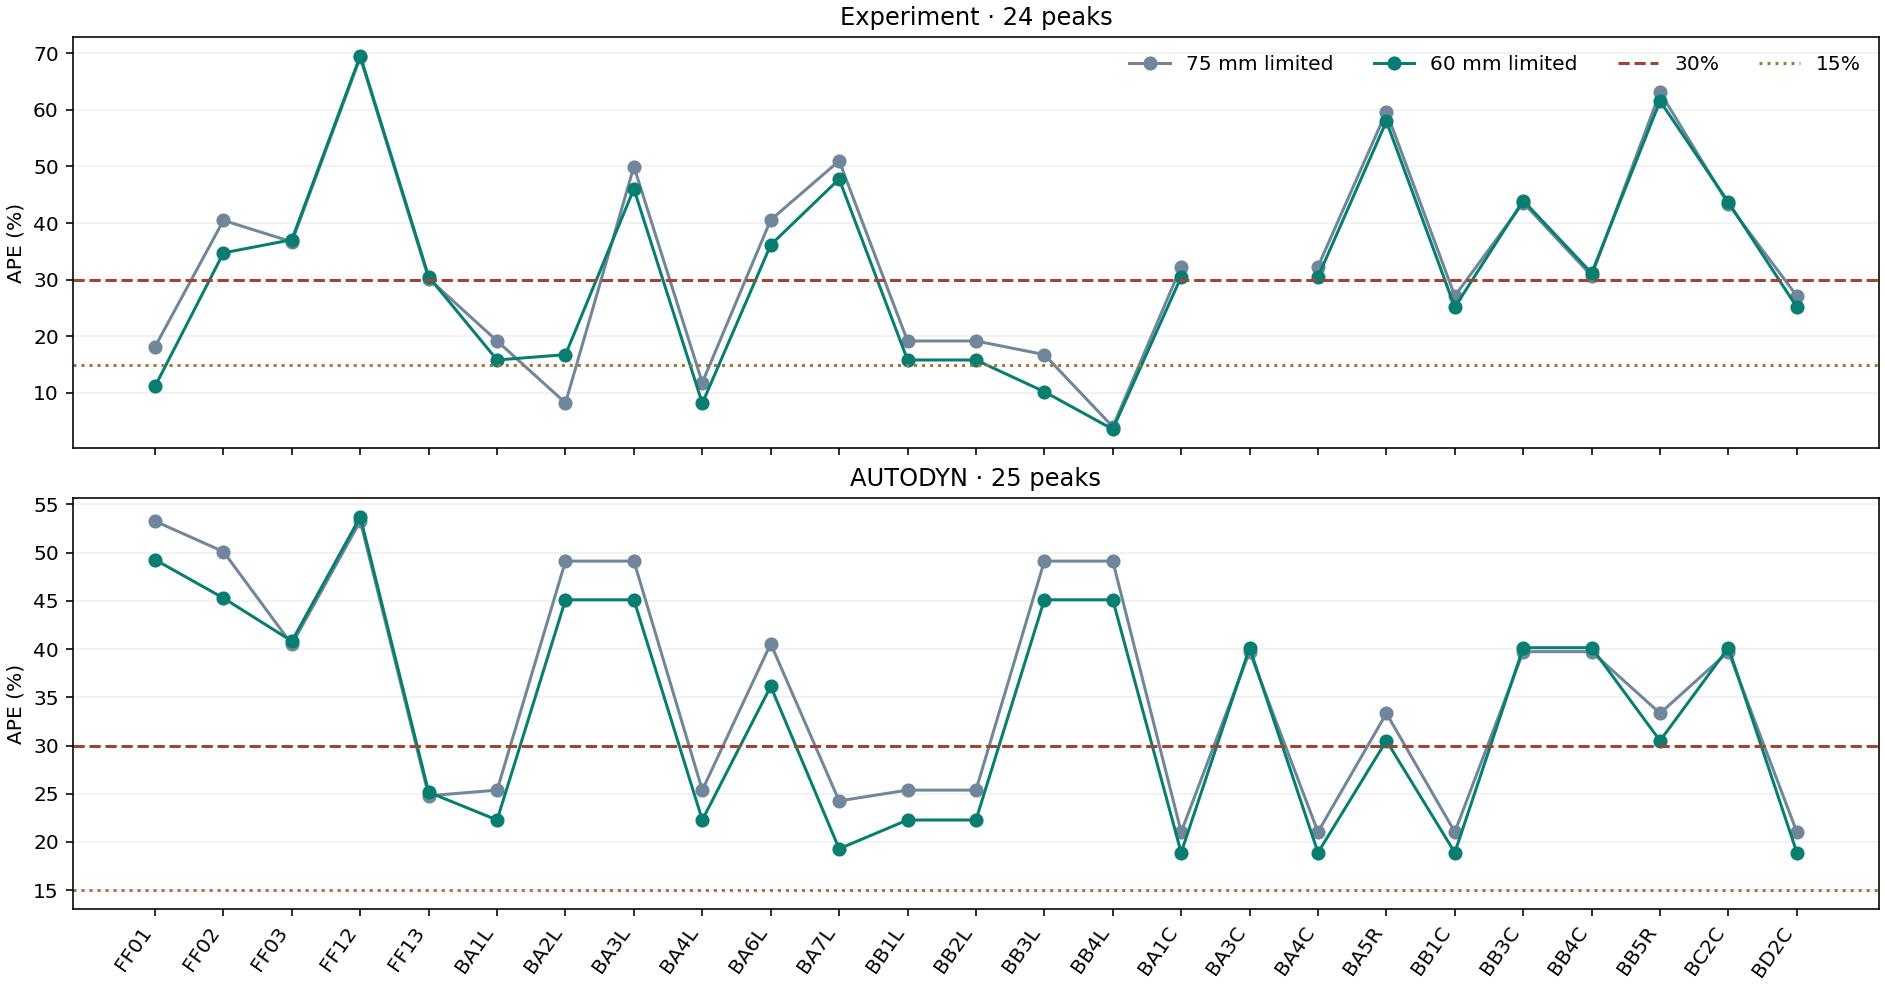 Experiment · 24 peaks
75 mm limited
60 mm limited
30%
15%
APE (%)
70
60
50
40
30
20
10
AUTODYN · 25 peaks
APE (%)
55
50
45
40
35
30
25
20
15
FF01
FF02
FF03
FF12
FF13
BA1L
BA2L
BA3L
BA4L
BA6L
BA7L
BB1L
BB2L
BB3L
BB4L
BA1C
BA3C
BA4C
BA5R
BB1C
BB3C
BB4C
BB5R
BC2C
BD2C